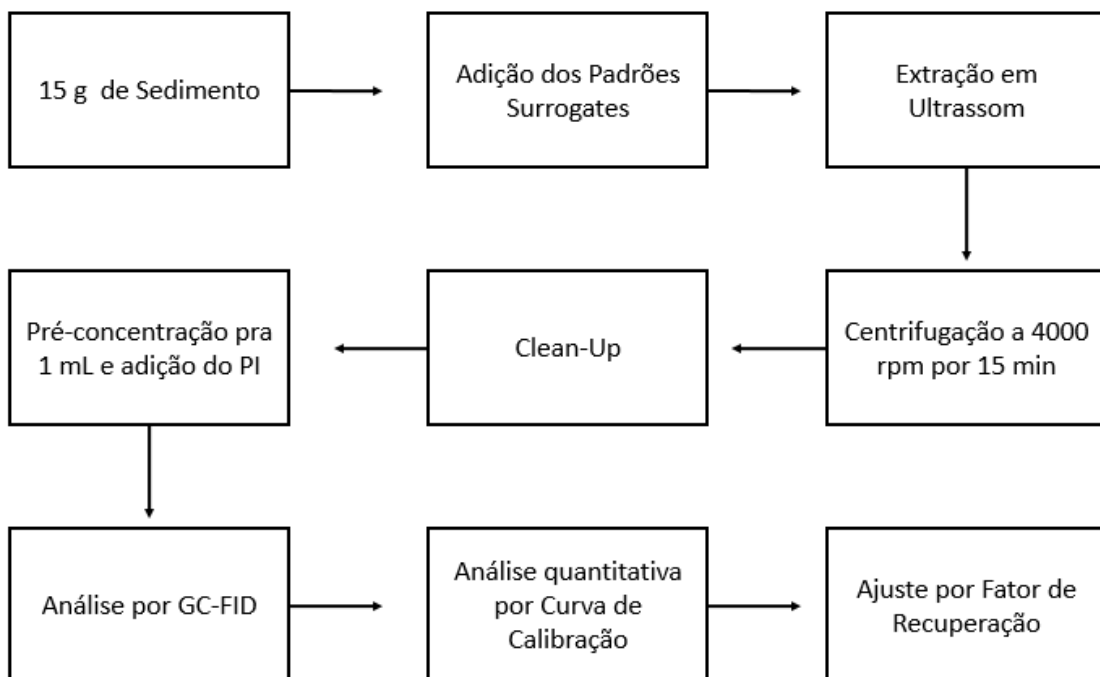 15 g de Sedimento
Adição dos Padrões
Surrogates
Extração em
Ultrassom
Centrifugação a 4000
rpm por 15 min
Clean-Up
Pré-concentração pra
1 mL e adição do PI
Análise por GC-FID
Análise quantitativa
por Curva de
Calibração
Ajuste por Fator de
Recuperação